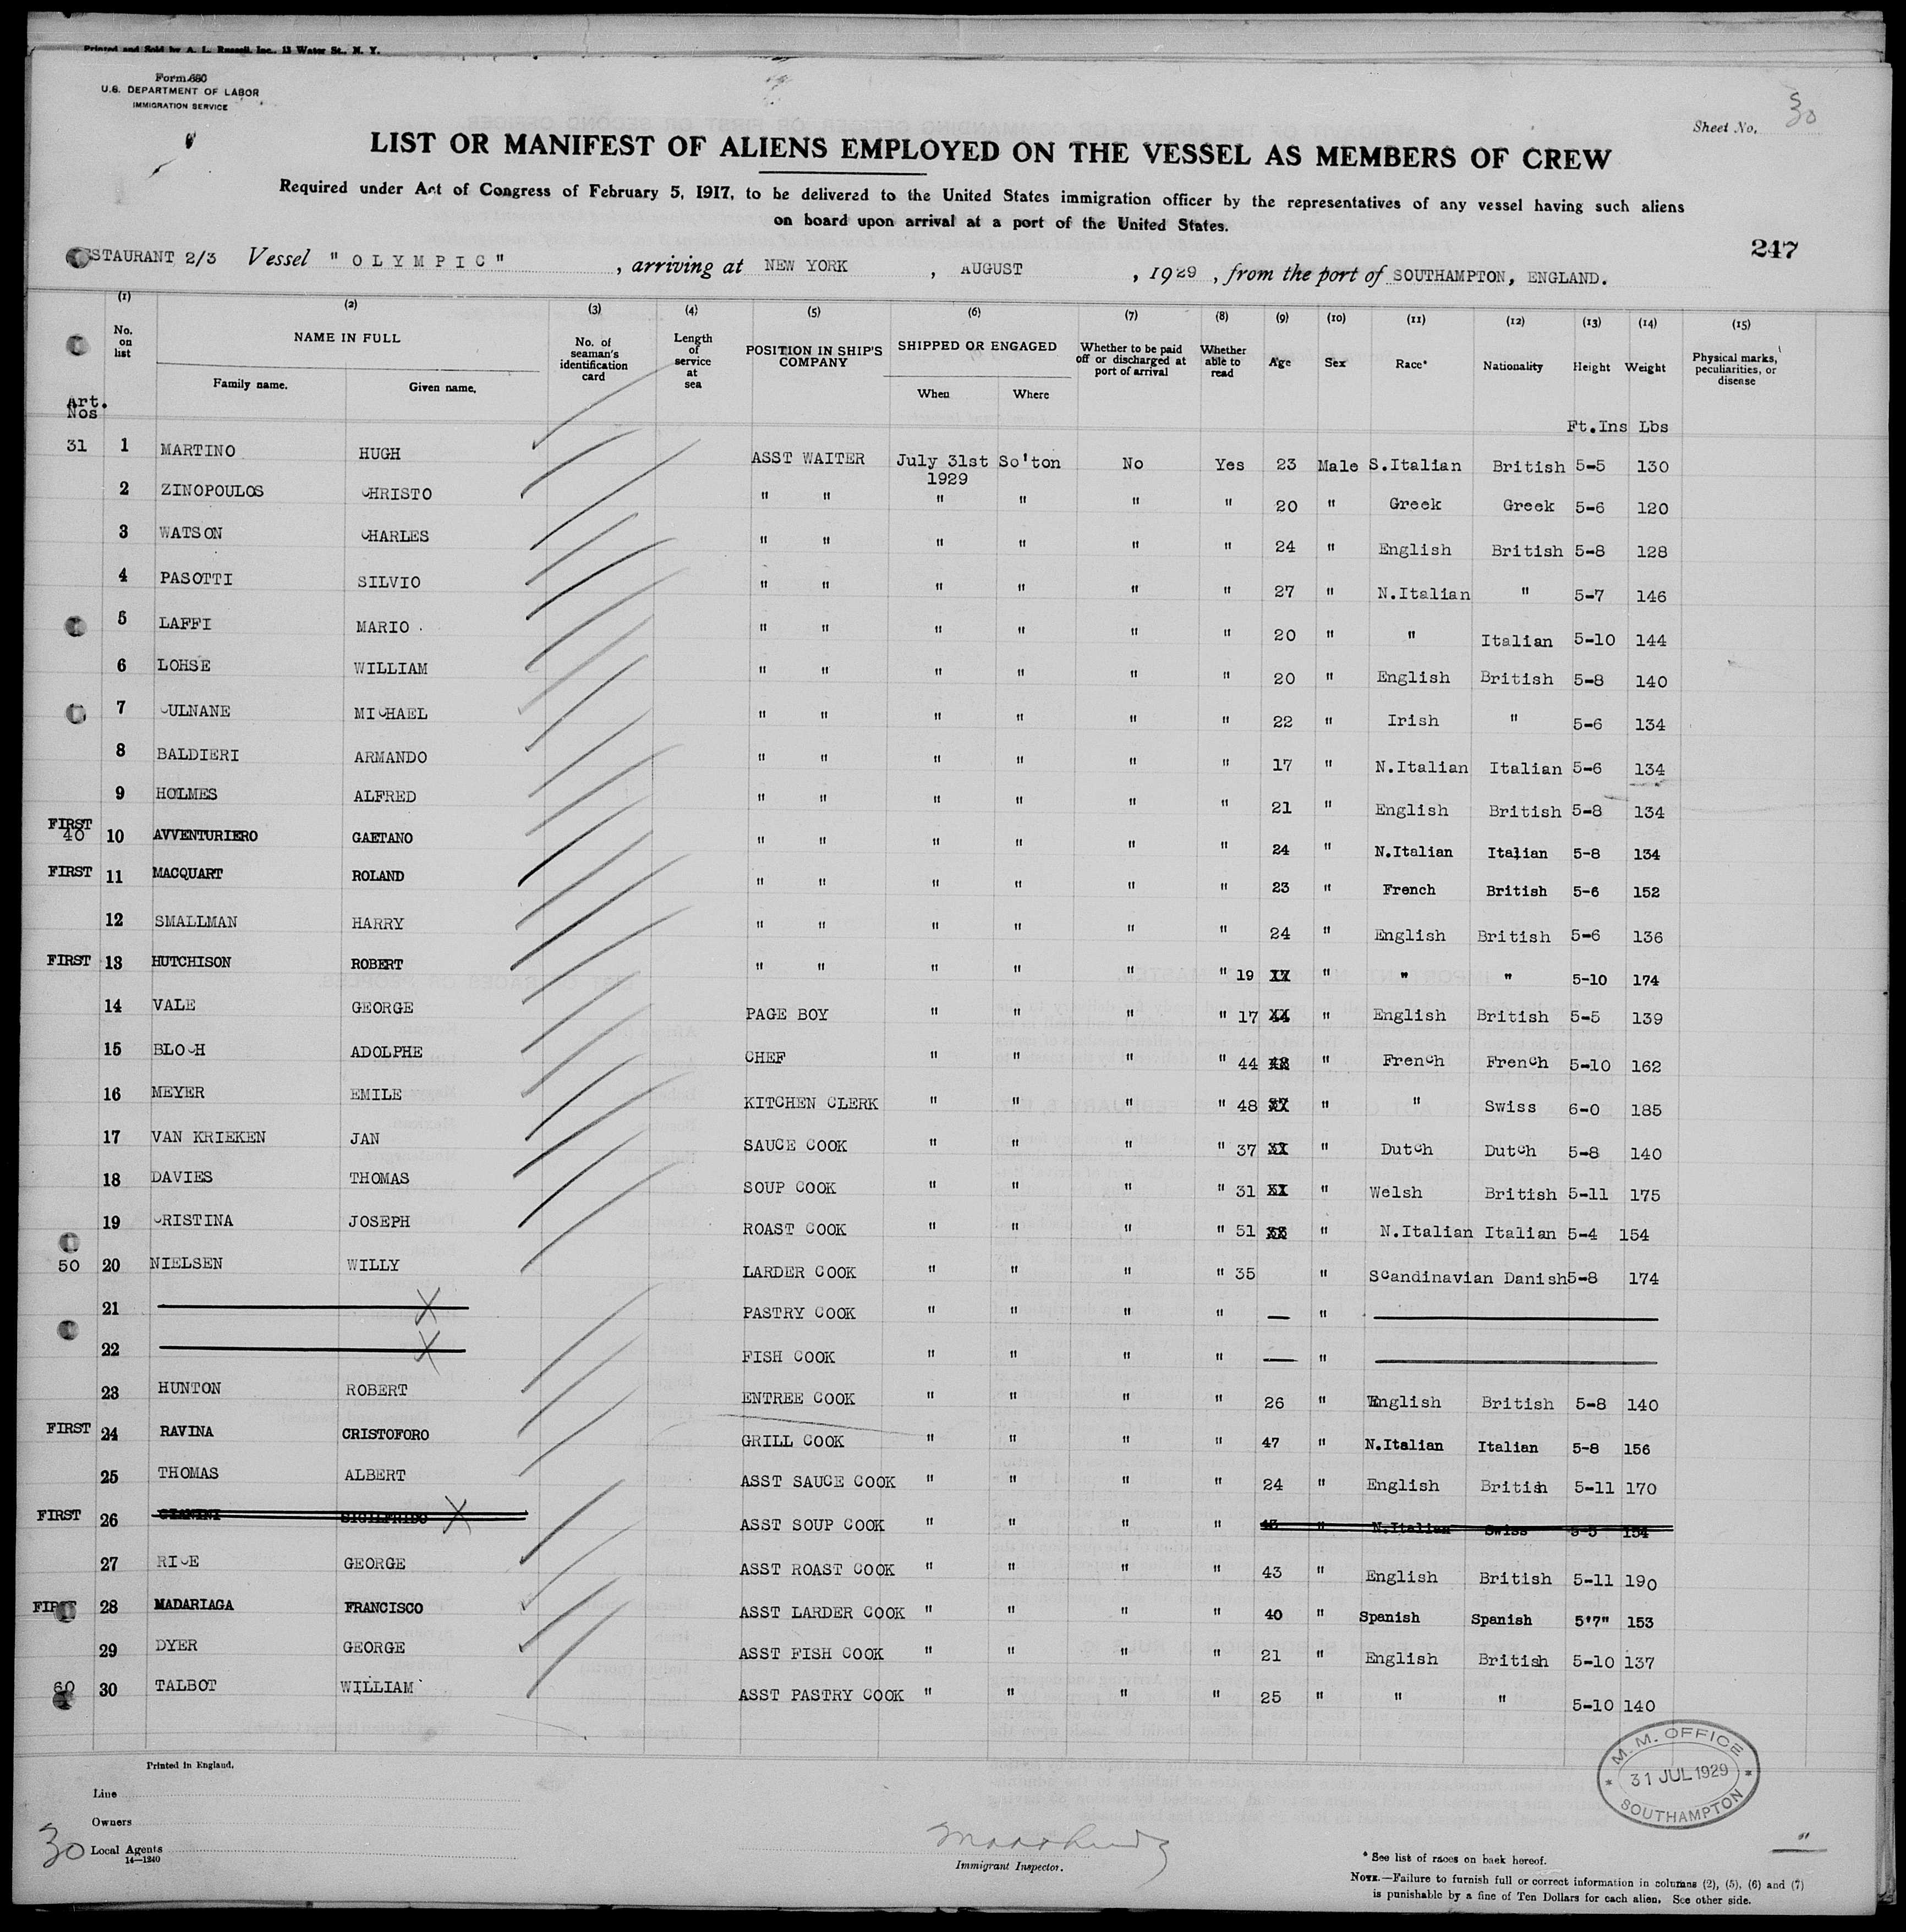 Printed and Sold by A. L. Russell, Inc., 13 Water St., N. Y.
Form 680
U.S. DEPARTMENT OF LABOR
IMMIGRATION SERVICE
Sheet No. 30
LIST OR MANIFEST OF ALIENS EMPLOYED ON THE VESSEL AS MEMBERS OF CREW
Required under Act of Congress of February 5, 1917, to be delivered to the United States immigration officer by the representatives of any vessel having such aliens
on board upon arrival at a port of the United States.
247
STAURANT 2/3 Vessel " O L Y M P I C " , arriving at NEW YORK , AUGUST , 1929 , from the port of SOUTHAMPTON, ENGLAND.
(1) (2) (3) (4) (5) (6) (7) (8) (9) (10) (11) (12) (13) (14) (15)
No. on list NAME IN FULL Family name. Given name. No. of seaman's identification card Length of service at sea POSITION IN SHIP'S COMPANY SHIPPED OR ENGAGED When Where Whether to be paid off or discharged at port of arrival Whether able to read Age Sex Race* Nationality Height Weight Physical marks, peculiarities, or disease
Art. Nos
Ft.Ins Lbs
31 1 MARTINO HUGH ASST WAITER July 31st 1929 So'ton No Yes 23 Male S.Italian British 5-5 130
2 ZINOPOULOS CHRISTO " " " " " " 20 " Greek Greek 5-6 120
3 WATSON CHARLES " " " " " " 24 " English British 5-8 128
4 PASOTTI SILVIO " " " " " " 27 " N.Italian " 5-7 146
5 LAFFI MARIO . " " " " " " 20 " " Italian 5-10 144
6 LOHSE WILLIAM " " " " " " 20 " English British 5-8 140
7 CULNANE MICHAEL " " " " " " 22 " Irish " 5-6 134
8 BALDIERI ARMANDO " " " " " " 17 " N.Italian Italian 5-6 134
9 HOLMES ALFRED " " " " " " 21 " English British 5-8 134
FIRST 40 10 AVVENTURIERO GAETANO " " " " " " 24 " N.Italian Italian 5-8 134
FIRST 11 MACQUART ROLAND " " " " " " 23 " French British 5-6 152
12 SMALLMAN HARRY " " " " " " 24 " English British 5-6 136
FIRST 13 HUTCHISON ROBERT " " " " " " 19 " " " 5-10 174
14 VALE GEORGE PAGE BOY " " " " 17 " English British 5-5 139
15 BLOCH ADOLPHE CHEF " " " " 44 " French French 5-10 162
16 MEYER EMILE KITCHEN CLERK " " " " 48 " " Swiss 6-0 185
17 VAN KRIEKEN JAN SAUCE COOK " " " " 37 " Dutch Dutch 5-8 140
18 DAVIES THOMAS SOUP COOK " " " " 31 " Welsh British 5-11 175
19 CRISTINA JOSEPH ROAST COOK " " " " 51 " N.Italian Italian 5-4 154
50 20 NIELSEN WILLY LARDER COOK " " " " 35 " Scandinavian Danish 5-8 174
21 X PASTRY COOK " " " " — "
22 X FISH COOK " " " " — "
23 HUNTON ROBERT ENTREE COOK " " " " 26 " English British 5-8 140
FIRST 24 RAVINA CRISTOFORO GRILL COOK " " " " 47 " N.Italian Italian 5-8 156
25 THOMAS ALBERT ASST SAUCE COOK " " " " 24 " English British 5-11 170
FIRST 26 SIGILFRIDO X ASST SOUP COOK " " " " " N.Italian Swiss 154
27 RICE GEORGE ASST ROAST COOK " " " " 43 " English British 5-11 190
FIRST 28 MADARIAGA FRANCISCO ASST LARDER COOK " " " " 40 " Spanish Spanish 5'7" 153
29 DYER GEORGE ASST FISH COOK " " " " 21 " English British 5-10 137
60 30 TALBOT WILLIAM ASST PASTRY COOK " " " " 25 " " " 5-10 140
M. M. OFFICE
31 JUL 1929
SOUTHAMPTON
Printed in England.
Line
Owners
30 Local Agents
14—1240
Immigrant Inspector.
* See list of races on back hereof.
NOTE.—Failure to furnish full or correct information in columns (2), (5), (6) and (7)
is punishable by a fine of Ten Dollars for each alien. See other side.